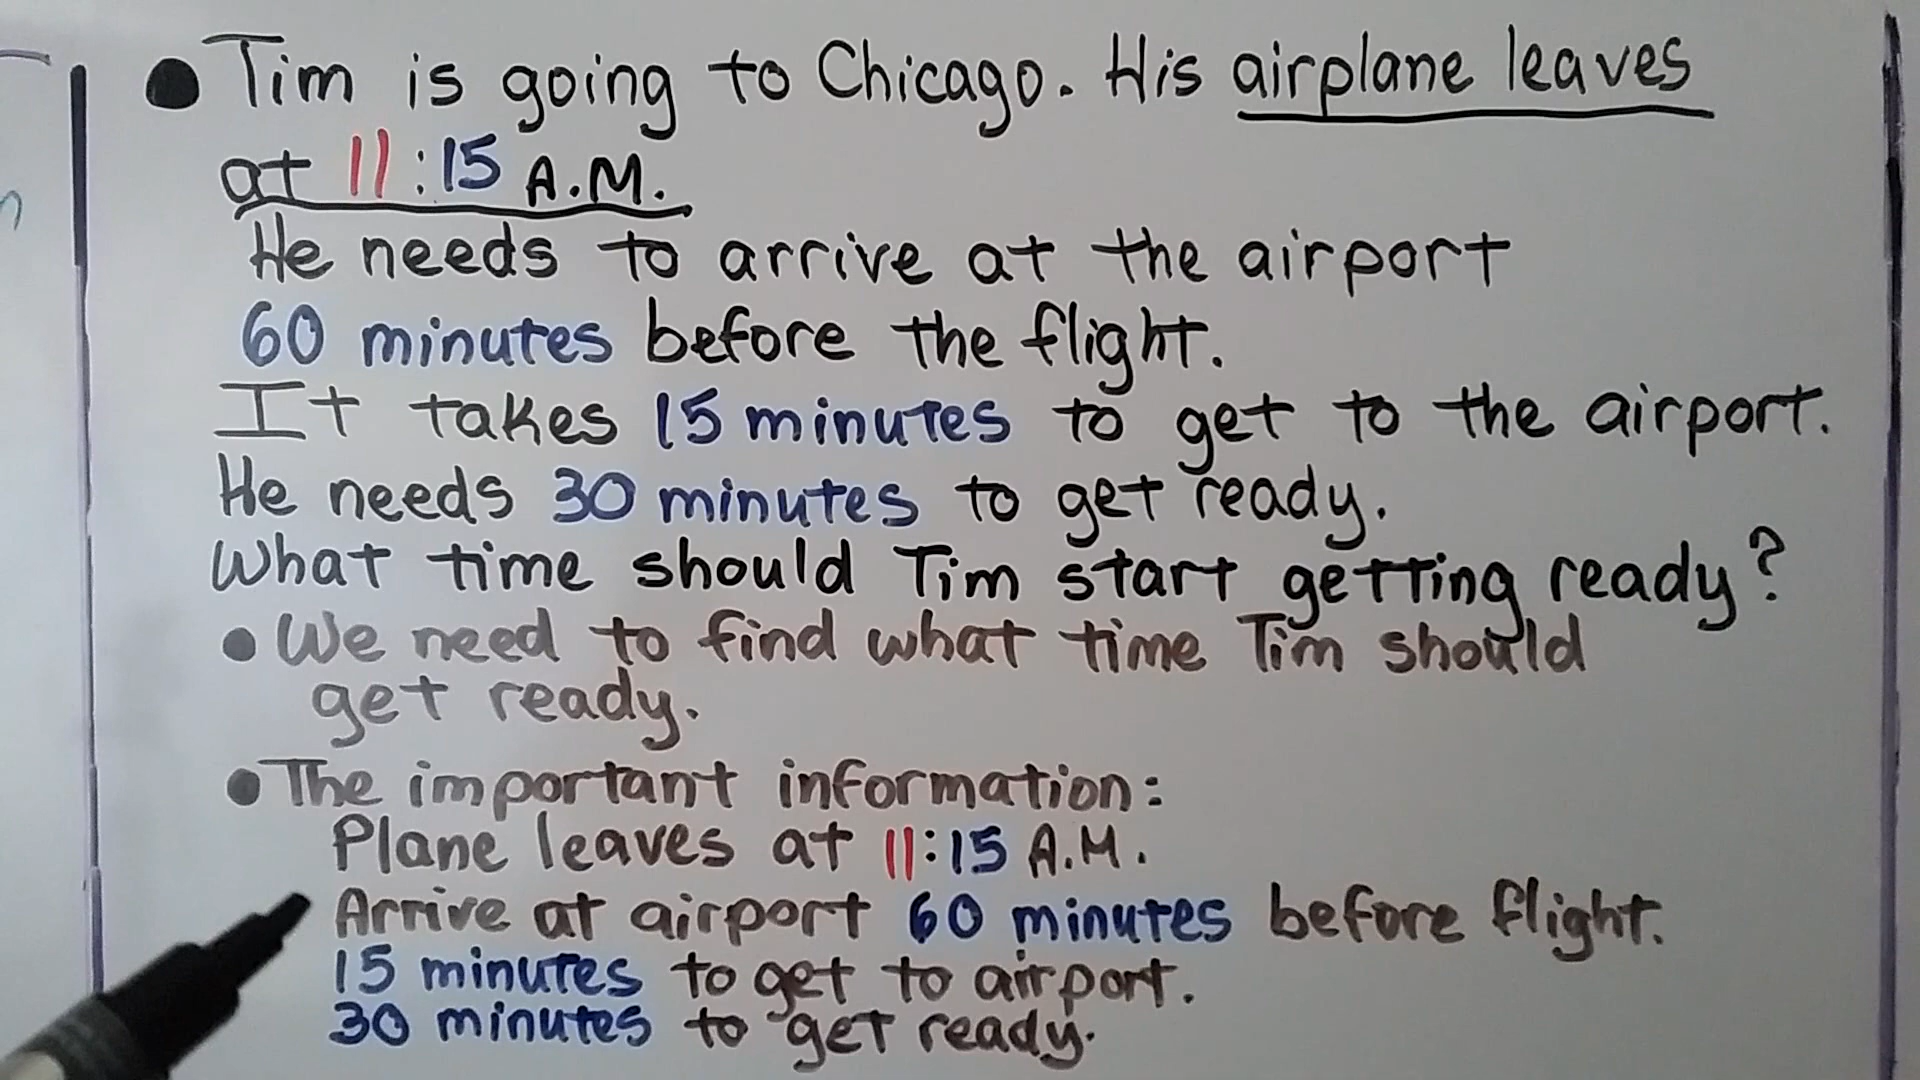 • Tim is going to Chicago. His airplane leaves
at 11:15 A.M.
He needs to arrive at the airport
60 minutes before the flight.
It takes 15 minutes to get to the airport.
He needs 30 minutes to get ready.
What time should Tim start getting ready?
• We need to find what time Tim should
get ready.
• The important information:
Plane leaves at 11:15 A.M.
Arrive at airport 60 minutes before flight.
15 minutes to get to airport.
30 minutes to get ready.